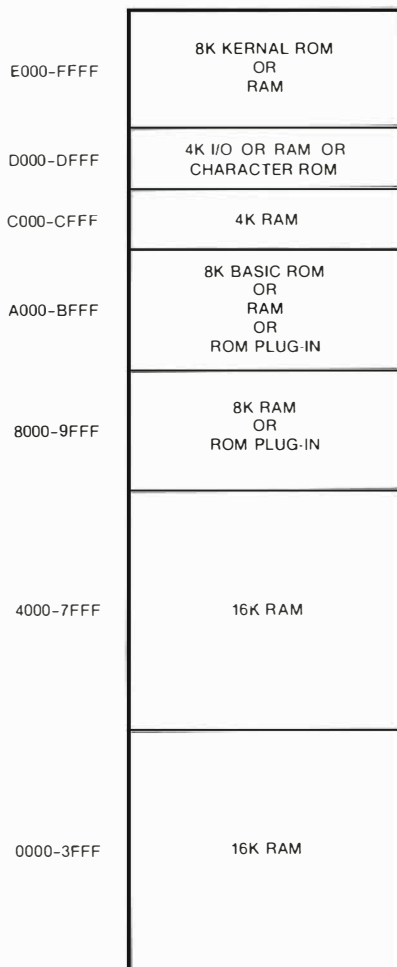 E000-FFFF
8K KERNAL ROM
OR
RAM
D000-DFFF
4K I/O OR RAM OR
CHARACTER ROM
C000-CFFF
4K RAM
A000-BFFF
8K BASIC ROM
OR
RAM
OR
ROM PLUG-IN
8000-9FFF
8K RAM
OR
ROM PLUG-IN
4000-7FFF
16K RAM
0000-3FFF
16K RAM